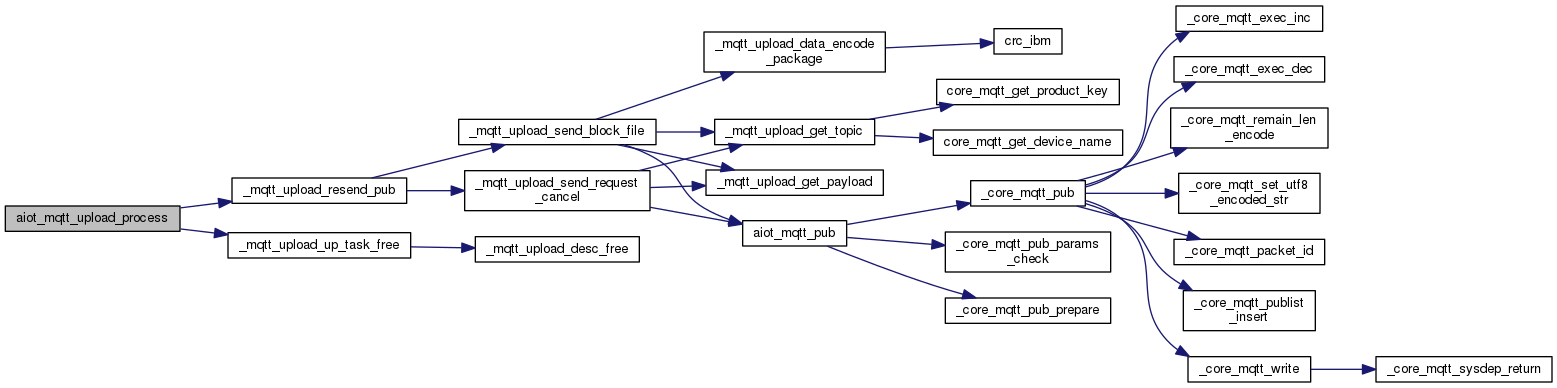 aiot_mqtt_upload_process
_mqtt_upload_resend_pub
_mqtt_upload_up_task_free
_mqtt_upload_send_block_file
_mqtt_upload_send_request
_cancel
_mqtt_upload_desc_free
_mqtt_upload_data_encode
_package
_mqtt_upload_get_topic
_mqtt_upload_get_payload
aiot_mqtt_pub
crc_ibm
core_mqtt_get_product_key
core_mqtt_get_device_name
_core_mqtt_pub
_core_mqtt_pub_params
_check
_core_mqtt_pub_prepare
_core_mqtt_exec_inc
_core_mqtt_exec_dec
_core_mqtt_remain_len
_encode
_core_mqtt_set_utf8
_encoded_str
_core_mqtt_packet_id
_core_mqtt_publist
_insert
_core_mqtt_write
_core_mqtt_sysdep_return